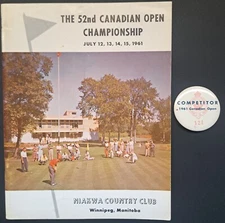 THE 52nd CANADIAN OPEN
CHAMPIONSHIP
JULY 12, 13, 14, 15, 1961
NIAKWA COUNTRY CLUB
Winnipeg, Manitoba
COMPETITOR
1961 Canadian Open